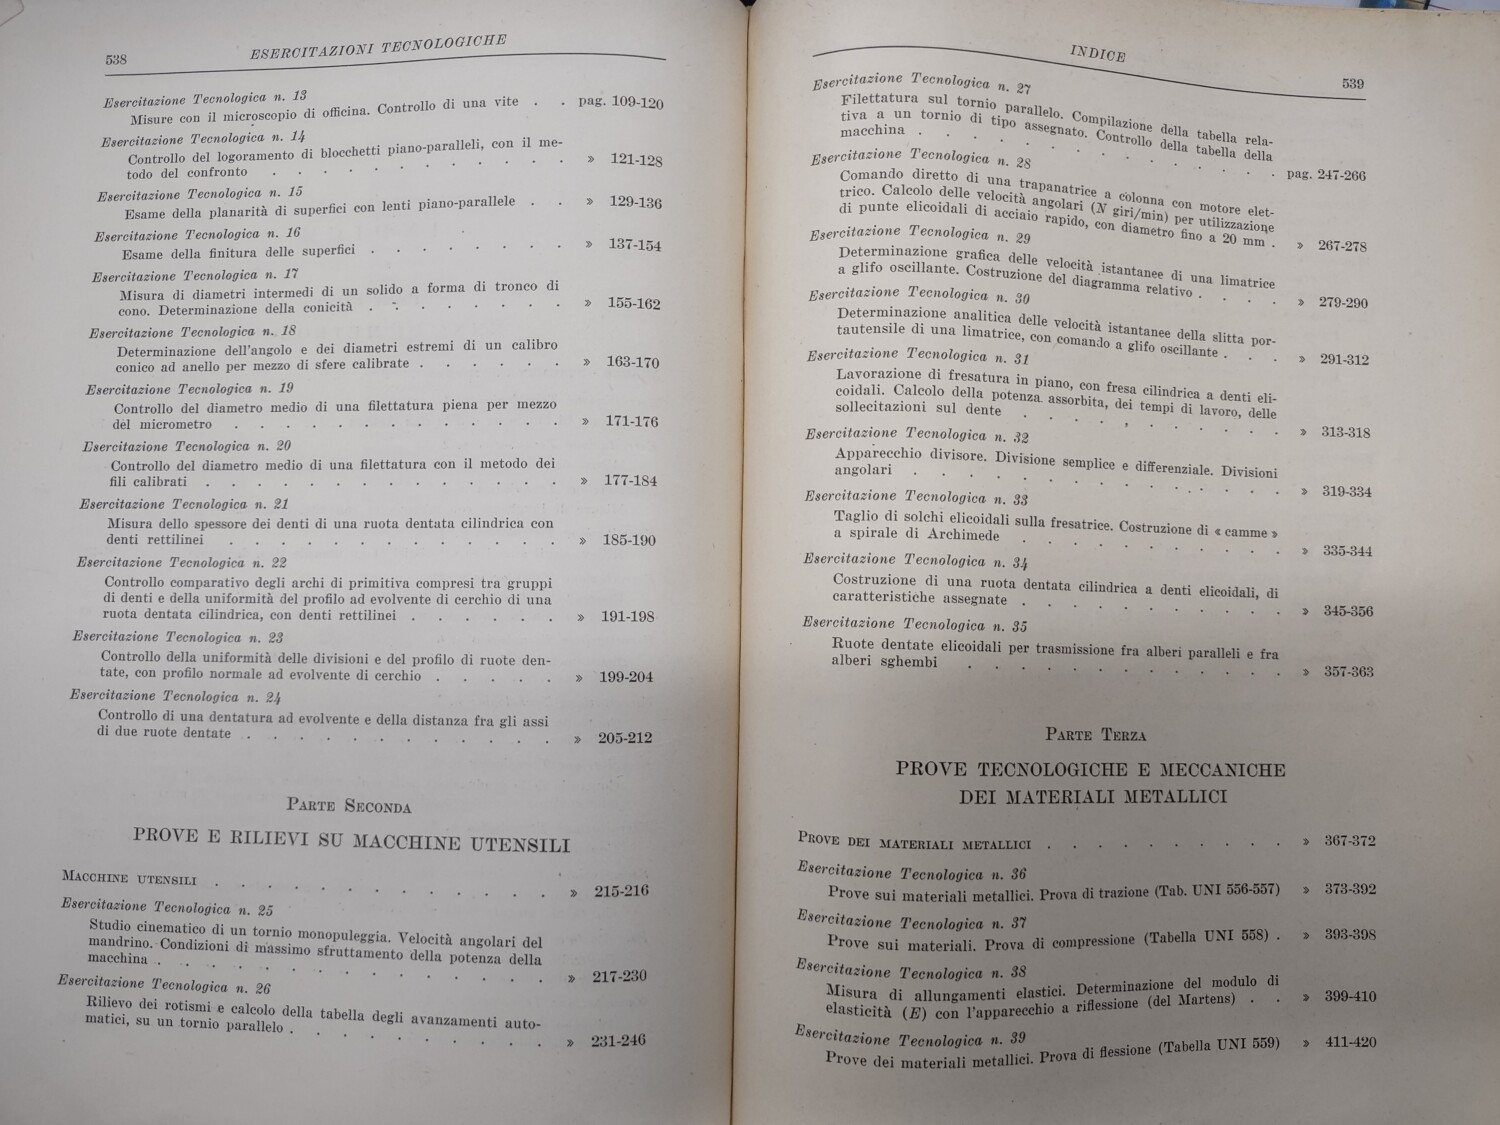 538
ESERCITAZIONI TECNOLOGICHE
Esercitazione Tecnologica n. 13
Misure con il microscopio di officina. Controllo di una vite . . pag. 109-120
Esercitazione Tecnologica n. 14
Controllo del logoramento di blocchetti piano-paralleli, con il me-
todo del confronto . . . . . . . . . » 121-128
Esercitazione Tecnologica n. 15
Esame della planarità di superfici con lenti piano-parallele . . » 129-136
Esercitazione Tecnologica n. 16
Esame della finitura delle superfici . . . . . . . » 137-154
Esercitazione Tecnologica n. 17
Misura di diametri intermedi di un solido a forma di tronco di
cono. Determinazione della conicità . . . . . . . » 155-162
Esercitazione Tecnologica n. 18
Determinazione dell'angolo e dei diametri estremi di un calibro
conico ad anello per mezzo di sfere calibrate . . . . . . » 163-170
Esercitazione Tecnologica n. 19
Controllo del diametro medio di una filettatura piena per mezzo
del micrometro . . . . . . . . . . . . . » 171-176
Esercitazione Tecnologica n. 20
Controllo del diametro medio di una filettatura con il metodo dei
fili calibrati . . . . . . . . . . . . . . » 177-184
Esercitazione Tecnologica n. 21
Misura dello spessore dei denti di una ruota dentata cilindrica con
denti rettilinei . . . . . . . . . . . . . » 185-190
Esercitazione Tecnologica n. 22
Controllo comparativo degli archi di primitiva compresi tra gruppi
di denti e della uniformità del profilo ad evolvente di cerchio di una
ruota dentata cilindrica, con denti rettilinei . . . . . . » 191-198
Esercitazione Tecnologica n. 23
Controllo della uniformità delle divisioni e del profilo di ruote den-
tate, con profilo normale ad evolvente di cerchio . . . . . » 199-204
Esercitazione Tecnologica n. 24
Controllo di una dentatura ad evolvente e della distanza fra gli assi
di due ruote dentate . . . . . . . . . . . . » 205-212
PARTE SECONDA
PROVE E RILIEVI SU MACCHINE UTENSILI
MACCHINE UTENSILI . . . . . . . . . . . . . . » 215-216
Esercitazione Tecnologica n. 25
Studio cinematico di un tornio monopuleggia. Velocità angolari del
mandrino. Condizioni di massimo sfruttamento della potenza della
macchina . . . . . . . . . . . . . . . » 217-230
Esercitazione Tecnologica n. 26
Rilievo dei rotismi e calcolo della tabella degli avanzamenti auto-
matici, su un tornio parallelo . . . . . . . . . . » 231-246
INDICE
539
Esercitazione Tecnologica n. 27
Filettatura sul tornio parallelo. Compilazione della tabella rela-
tiva a un tornio di tipo assegnato. Controllo della tabella della
macchina . . . . . . . . . . . . . . pag. 247-266
Esercitazione Tecnologica n. 28
Comando diretto di una trapanatrice a colonna con motore elet-
trico. Calcolo delle velocità angolari (N giri/min) per utilizzazione
di punte elicoidali di acciaio rapido, con diametro fino a 20 mm . » 267-278
Esercitazione Tecnologica n. 29
Determinazione grafica delle velocità istantanee di una limatrice
a glifo oscillante. Costruzione del diagramma relativo . . . . » 279-290
Esercitazione Tecnologica n. 30
Determinazione analitica delle velocità istantanee della slitta por-
tautensile di una limatrice, con comando a glifo oscillante . . . » 291-312
Esercitazione Tecnologica n. 31
Lavorazione di fresatura in piano, con fresa cilindrica a denti eli-
coidali. Calcolo della potenza assorbita, dei tempi di lavoro, delle
sollecitazioni sul dente . . . . . . . . . . » 313-318
Esercitazione Tecnologica n. 32
Apparecchio divisore. Divisione semplice e differenziale. Divisioni
angolari . . . . . . . . . . . . . . » 319-334
Esercitazione Tecnologica n. 33
Taglio di solchi elicoidali sulla fresatrice. Costruzione di « camme »
a spirale di Archimede . . . . . . . . . . . » 335-344
Esercitazione Tecnologica n. 34
Costruzione di una ruota dentata cilindrica a denti elicoidali, di
caratteristiche assegnate . . . . . . . . . . » 345-356
Esercitazione Tecnologica n. 35
Ruote dentate elicoidali per trasmissione fra alberi paralleli e fra
alberi sghembi . . . . . . . . . . . . » 357-363
PARTE TERZA
PROVE TECNOLOGICHE E MECCANICHE
DEI MATERIALI METALLICI
PROVE DEI MATERIALI METALLICI . . . . . . . . . . » 367-372
Esercitazione Tecnologica n. 36
Prove sui materiali metallici. Prova di trazione (Tab. UNI 556-557) » 373-392
Esercitazione Tecnologica n. 37
Prove sui materiali. Prova di compressione (Tabella UNI 558) . » 393-398
Esercitazione Tecnologica n. 38
Misura di allungamenti elastici. Determinazione del modulo di
elasticità (E) con l'apparecchio a riflessione (del Martens) . . » 399-410
Esercitazione Tecnologica n. 39
Prove dei materiali metallici. Prova di flessione (Tabella UNI 559) » 411-420